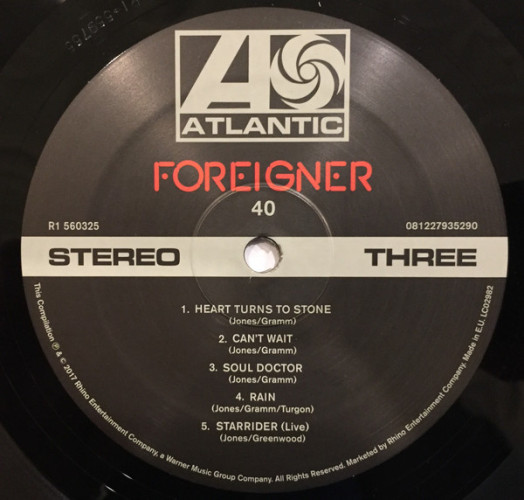 ATLANTIC
FOREIGNER
40
R1 560325
081227935290
STEREO
THREE
1. HEART TURNS TO STONE
(Jones/Gramm)
2. CAN'T WAIT
(Jones/Gramm)
3. SOUL DOCTOR
(Jones/Gramm)
4. RAIN
(Jones/Gramm/Turgon)
5. STARRIDER (Live)
(Jones/Greenwood)
This Compilation ℗ & © 2017 Rhino Entertainment Company, a Warner Music Group Company. All Rights Reserved. Marketed by Rhino Entertainment Company. Made in E.U. LC02982